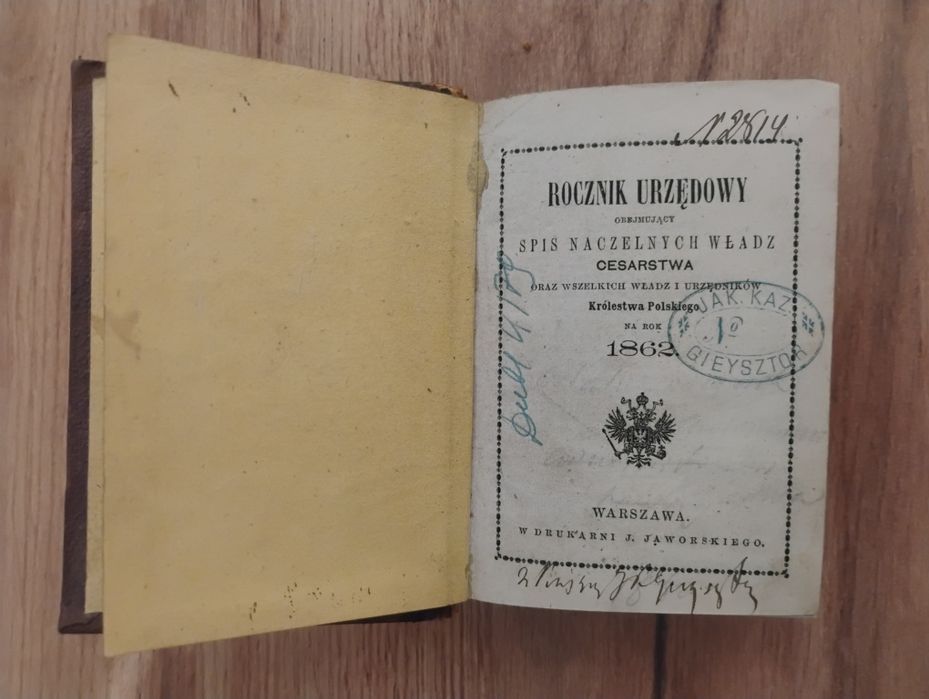 N 2814
ROCZNIK URZĘDOWY
OBEJMUJĄCY
SPIS NACZELNYCH WŁADZ
CESARSTWA
ORAZ WSZELKICH WŁADZ I URZĘDNIKÓW
Królestwa Polskiego
NA ROK
1862.
JAK. KAZ.
No
GIEYSZTOR
WARSZAWA.
W DRUKARNI J. JAWORSKIEGO.